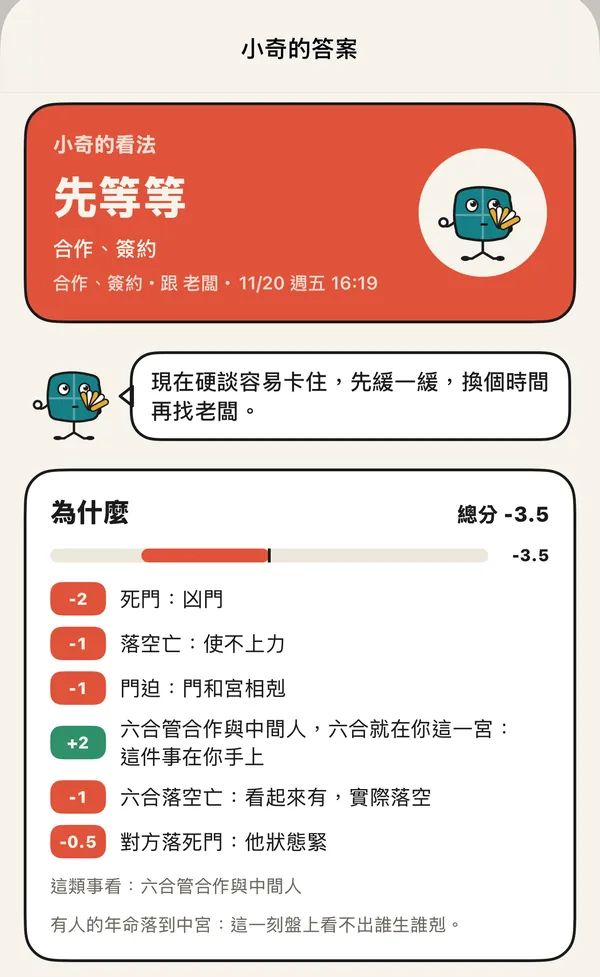 小奇的答案
小奇的看法
先等等
合作、簽約
合作、簽約・跟 老闆・11/20 週五 16:19
現在硬談容易卡住，先緩一緩，換個時間
再找老闆。
為什麼
總分 -3.5
-3.5
-2 死門：凶門
-1 落空亡：使不上力
-1 門迫：門和宮相剋
+2 六合管合作與中間人，六合就在你這一宮：
這件事在你手上
-1 六合落空亡：看起來有，實際落空
-0.5 對方落死門：他狀態緊
這類事看：六合管合作與中間人
有人的年命落到中宮：這一刻盤上看不出誰生誰剋。